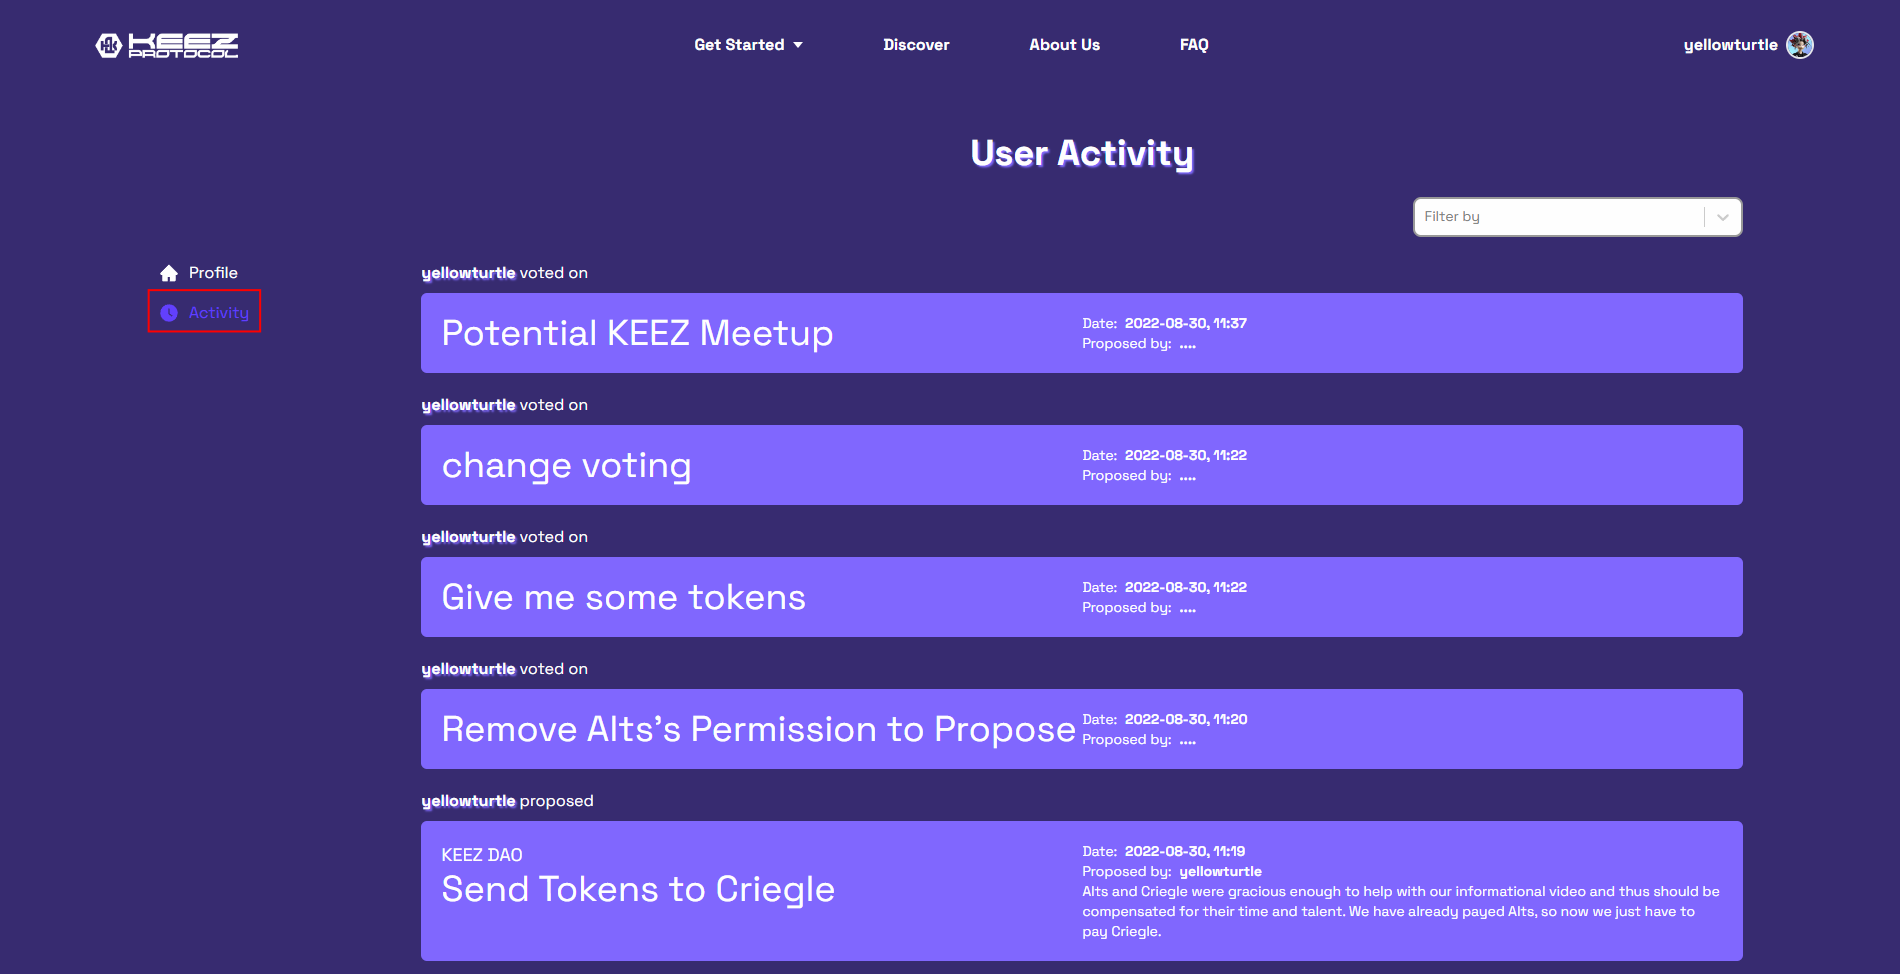 KEEZ
PROTOCOL
Get Started
Discover
About Us
FAQ
yellowturtle
User Activity
Filter by
Profile
Activity
yellowturtle voted on
Potential KEEZ Meetup
Date: 2022-08-30, 11:37
Proposed by: ....
yellowturtle voted on
change voting
Date: 2022-08-30, 11:22
Proposed by: ....
yellowturtle voted on
Give me some tokens
Date: 2022-08-30, 11:22
Proposed by: ....
yellowturtle voted on
Remove Alts's Permission to Propose
Date: 2022-08-30, 11:20
Proposed by: ....
yellowturtle proposed
KEEZ DAO
Send Tokens to Criegle
Date: 2022-08-30, 11:19
Proposed by: yellowturtle
Alts and Criegle were gracious enough to help with our informational video and thus should be
compensated for their time and talent. We have already payed Alts, so now we just have to
pay Criegle.